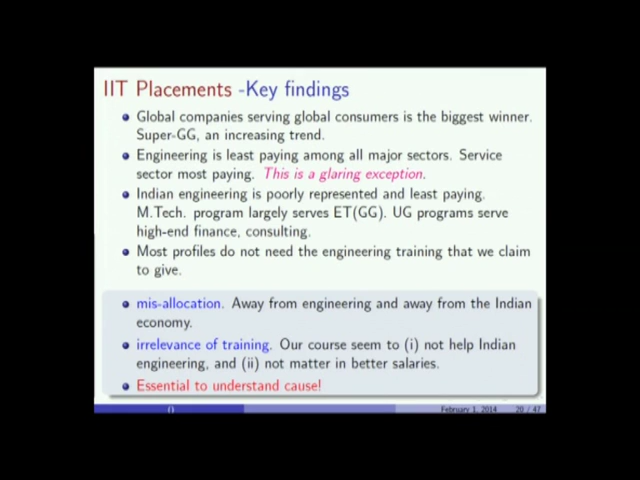 IIT Placements -Key findings
Global companies serving global consumers is the biggest winner.
Super-GG, an increasing trend.
Engineering is least paying among all major sectors. Service
sector most paying. This is a glaring exception.
Indian engineering is poorly represented and least paying.
M.Tech. program largely serves ET(GG). UG programs serve
high-end finance, consulting.
Most profiles do not need the engineering training that we claim
to give.
mis-allocation. Away from engineering and away from the Indian
economy.
irrelevance of training. Our course seem to (i) not help Indian
engineering, and (ii) not matter in better salaries.
Essential to understand cause!
() February 1, 2014 20 / 47